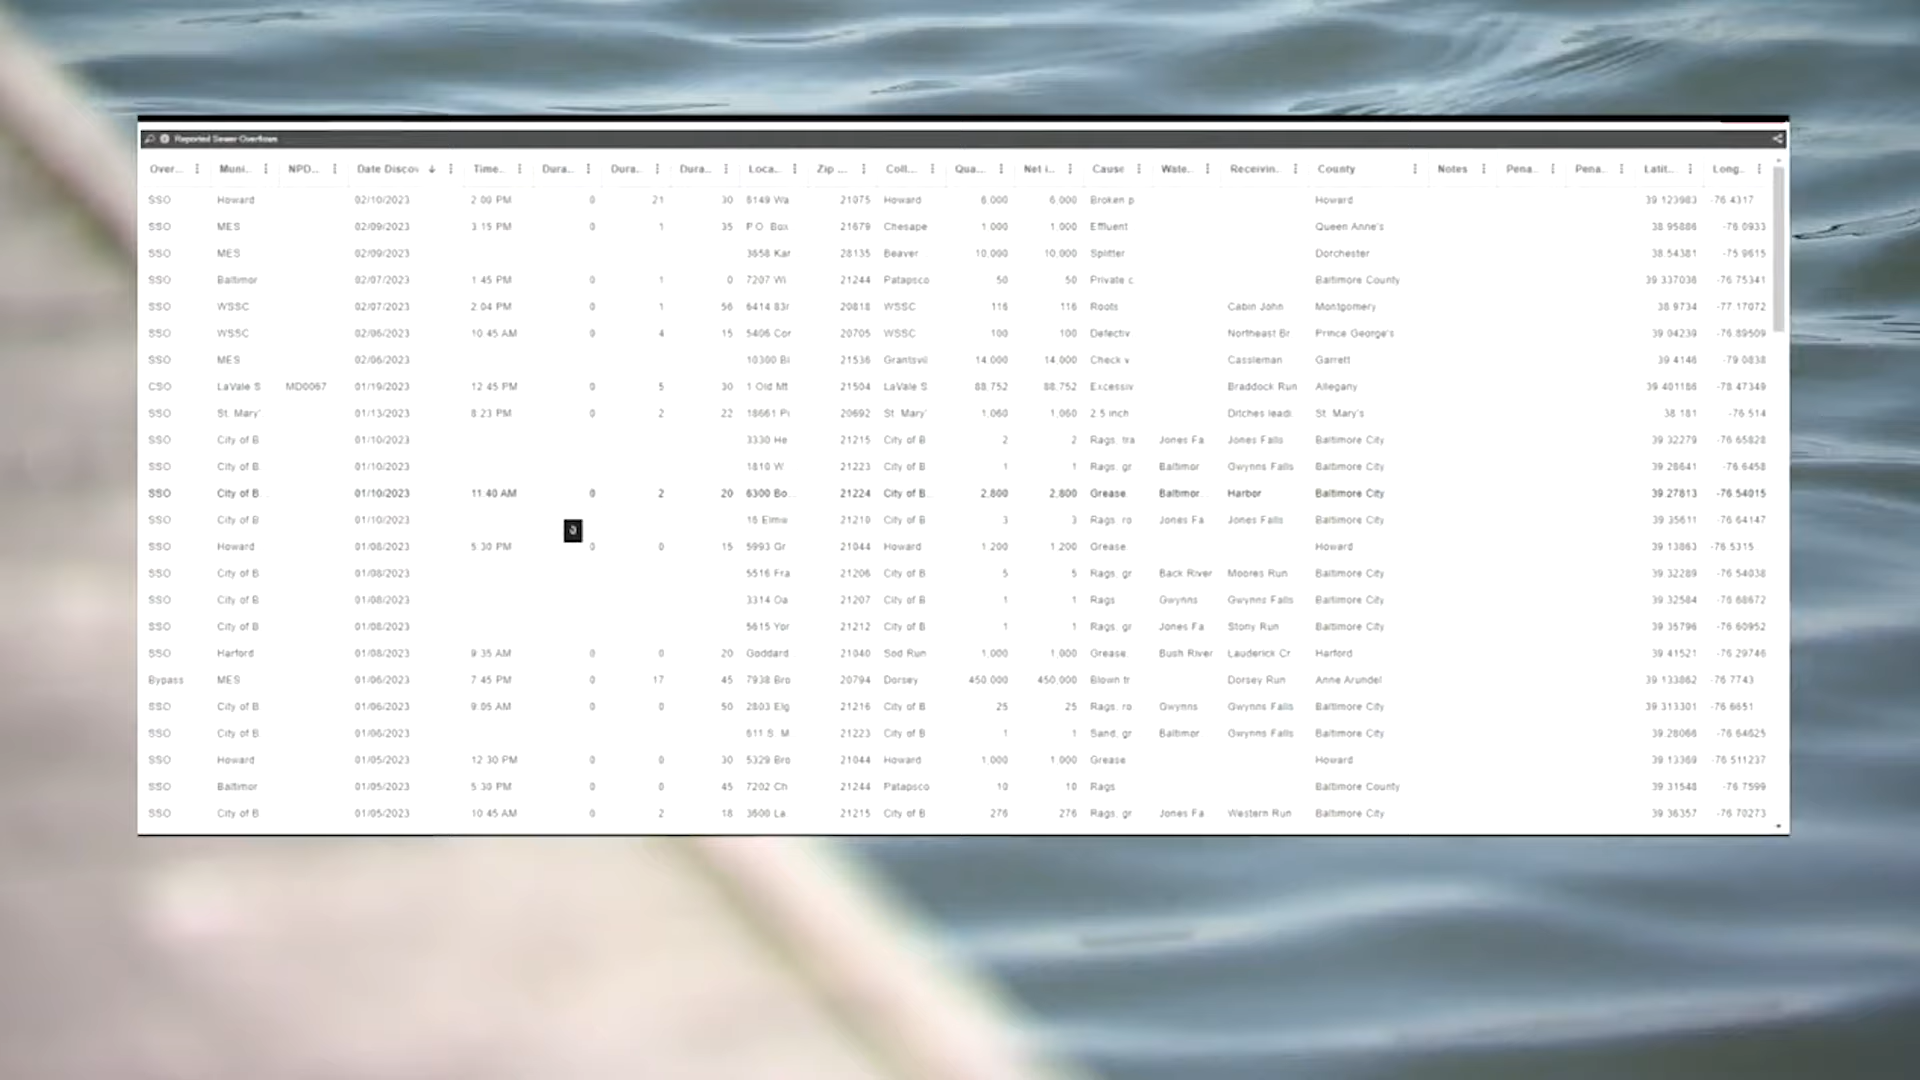 Reported Sewer Overflows
Over... Muni... NPD... Date Discov Time... Dura... Dura... Dura... Loca... Zip ... Coll... Qua... Net i... Cause Wate... Receivin... County Notes Pena... Pena... Latit... Long...
SSO Howard 02/10/2023 2:00 PM 0 21 30 8149 Wa 21075 Howard 6,000 6,000 Broken p Howard 39.123983 -76.4317
SSO MES 02/09/2023 3:15 PM 0 1 35 P.O. Box 21679 Chesape 1,000 1,000 Effluent Queen Anne's 38.95886 -76.0933
SSO MES 02/09/2023 3658 Kar 28135 Beaver 10,000 10,000 Splitter Dorchester 38.54381 -75.9615
SSO Baltimor 02/07/2023 1:45 PM 0 1 0 7207 Wi 21244 Patapsco 50 50 Private c Baltimore County 39.337038 -76.75341
SSO WSSC 02/07/2023 2:04 PM 0 1 56 6414 83r 20818 WSSC 116 116 Roots Cabin John Montgomery 38.9734 -77.17072
SSO WSSC 02/06/2023 10:45 AM 0 4 15 5406 Cor 20705 WSSC 100 100 Defectiv Northeast Br Prince George's 39.04239 -76.89509
SSO MES 02/06/2023 10300 Bi 21536 Grantsvil 14,000 14,000 Check v Cassleman Garrett 39.4146 -79.0838
CSO LaVale S MD0067 01/19/2023 12:45 PM 0 5 30 1 Old Mt 21504 LaVale S 88,752 88,752 Excessiv Braddock Run Allegany 39.401186 -78.47349
SSO St. Mary' 01/13/2023 8:23 PM 0 2 22 18661 Pi 20692 St. Mary' 1,060 1,060 2.5 inch Ditches leadi St. Mary's 38.181 -76.514
SSO City of B 01/10/2023 3330 He 21215 City of B 2 2 Rags, tra Jones Fa Jones Falls Baltimore City 39.32279 -76.65828
SSO City of B 01/10/2023 1810 W 21223 City of B 1 1 Rags, gr Baltimor Gwynns Falls Baltimore City 39.28641 -76.6458
SSO City of B... 01/10/2023 11:40 AM 0 2 20 6300 Bo... 21224 City of B... 2,800 2,800 Grease Baltimor... Harbor Baltimore City 39.27813 -76.54015
SSO City of B 01/10/2023 16 Elmw 21210 City of B 3 3 Rags, ro Jones Fa Jones Falls Baltimore City 39.35611 -76.64147
SSO Howard 01/08/2023 5:30 PM 0 0 15 5993 Gr 21044 Howard 1,200 1,200 Grease Howard 39.13863 -76.5315
SSO City of B 01/08/2023 5516 Fra 21206 City of B 5 5 Rags, gr Back River Moores Run Baltimore City 39.32289 -76.54038
SSO City of B 01/08/2023 3314 Oa 21207 City of B 1 1 Rags Gwynns Gwynns Falls Baltimore City 39.32584 -76.68672
SSO City of B 01/08/2023 5615 Yor 21212 City of B 1 1 Rags, gr Jones Fa Stony Run Baltimore City 39.35796 -76.60952
SSO Harford 01/08/2023 9:35 AM 0 0 20 Goddard 21040 Sod Run 1,000 1,000 Grease Bush River Lauderick Cr Harford 39.41521 -76.29746
Bypass MES 01/06/2023 7:45 PM 0 17 45 7938 Bro 20794 Dorsey 450,000 450,000 Blown tr Dorsey Run Anne Arundel 39.133862 -76.7743
SSO City of B 01/06/2023 9:05 AM 0 0 50 2803 Elg 21216 City of B 25 25 Rags, ro Gwynns Gwynns Falls Baltimore City 39.313301 -76.6651
SSO City of B 01/06/2023 611 S. M 21223 City of B 1 1 Sand, gr Baltimor Gwynns Falls Baltimore City 39.28066 -76.64625
SSO Howard 01/05/2023 12:30 PM 0 0 30 5329 Bro 21044 Howard 1,000 1,000 Grease Howard 39.13369 -76.511237
SSO Baltimor 01/05/2023 5:30 PM 0 0 45 7202 Ch 21244 Patapsco 10 10 Rags Baltimore County 39.31548 -76.7599
SSO City of B 01/05/2023 10:45 AM 0 2 18 3600 La 21215 City of B 276 276 Rags, gr Jones Fa Western Run Baltimore City 39.36357 -76.70273